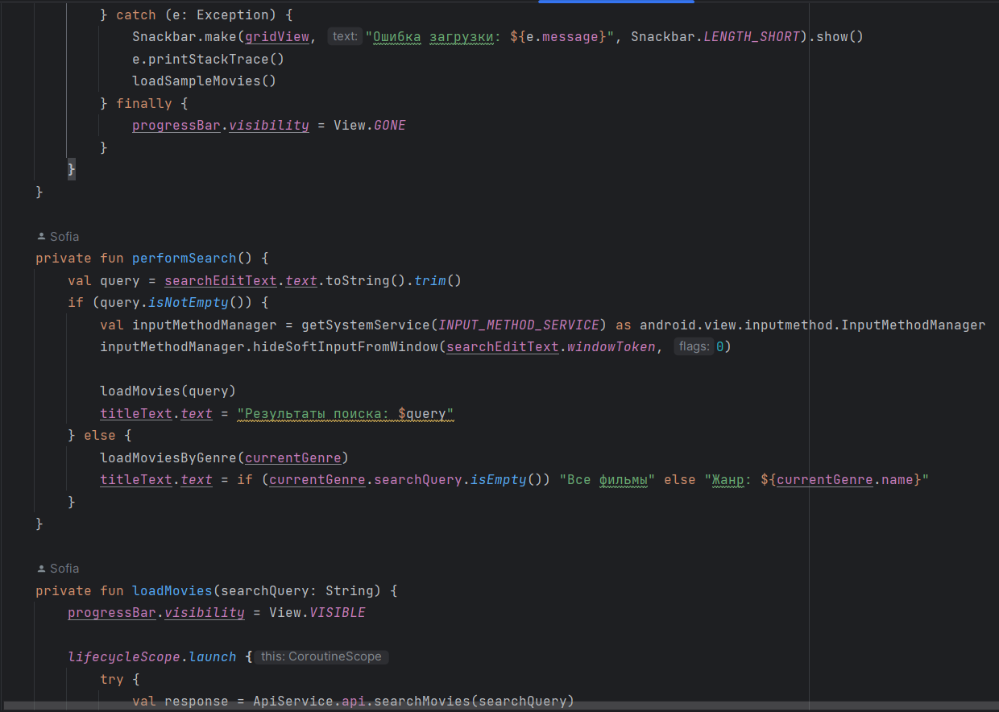 } catch (e: Exception) {
Snackbar.make(gridView, text: "Ошибка загрузки: ${e.message}", Snackbar.LENGTH_SHORT).show()
e.printStackTrace()
loadSampleMovies()
} finally {
progressBar.visibility = View.GONE
}
}
}
Sofia
private fun performSearch() {
val query = searchEditText.text.toString().trim()
if (query.isNotEmpty()) {
val inputMethodManager = getSystemService(INPUT_METHOD_SERVICE) as android.view.inputmethod.InputMethodManager
inputMethodManager.hideSoftInputFromWindow(searchEditText.windowToken, flags: 0)
loadMovies(query)
titleText.text = "Результаты поиска: $query"
} else {
loadMoviesByGenre(currentGenre)
titleText.text = if (currentGenre.searchQuery.isEmpty()) "Все фильмы" else "Жанр: ${currentGenre.name}"
}
}
Sofia
private fun loadMovies(searchQuery: String) {
progressBar.visibility = View.VISIBLE
lifecycleScope.launch { this: CoroutineScope
try {
val response = ApiService.api.searchMovies(searchQuery)